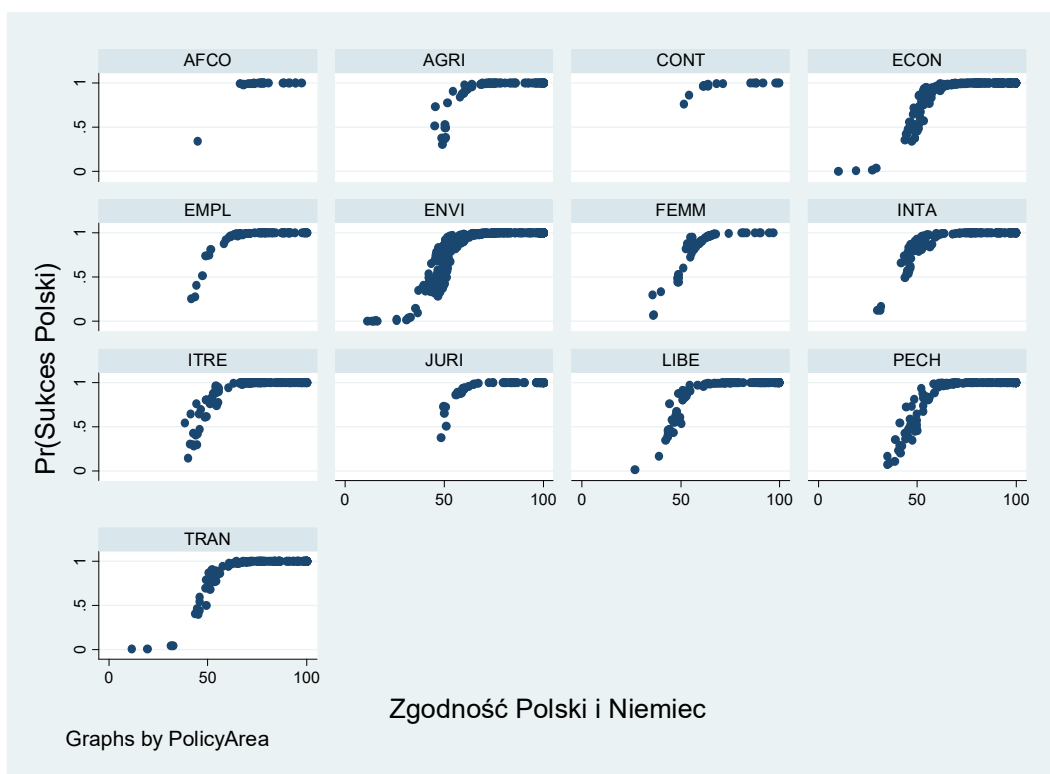 AFCO AGRI CONT ECON
0 .5 1
EMPL ENVI FEMM INTA
0 .5 1
ITRE JURI LIBE PECH
0 .5 1
0 50 100 0 50 100 0 50 100
TRAN
0 .5 1
0 50 100
Pr(Sukces Polski)
Zgodność Polski i Niemiec
Graphs by PolicyArea